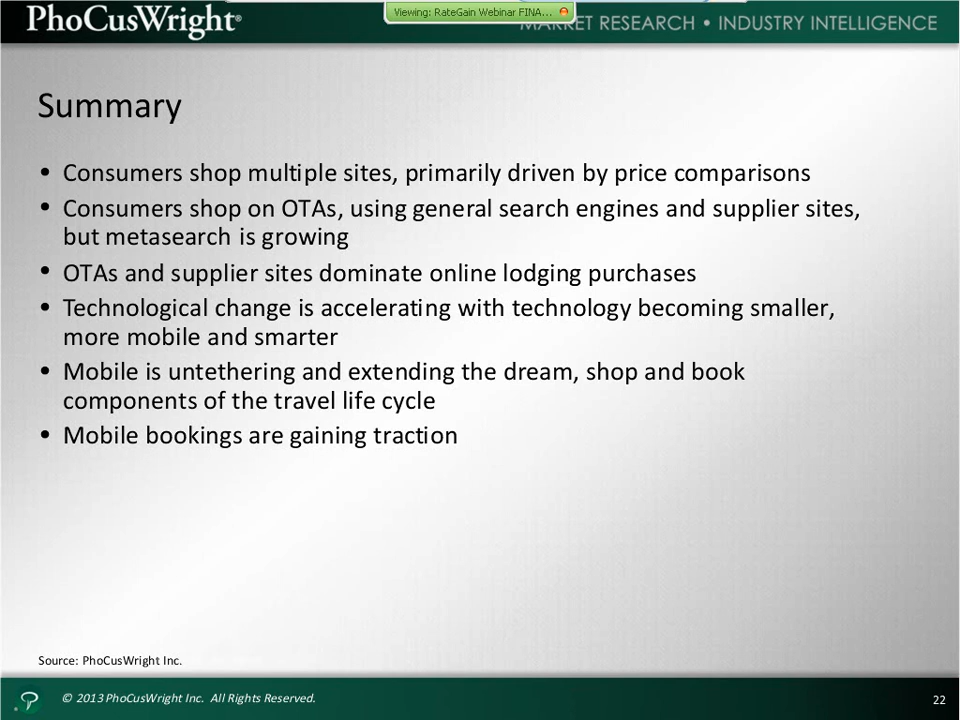 PhoCusWright®
Viewing: RateGain Webinar FINA...
MARKET RESEARCH • INDUSTRY INTELLIGENCE
Summary
• Consumers shop multiple sites, primarily driven by price comparisons
• Consumers shop on OTAs, using general search engines and supplier sites,
but metasearch is growing
• OTAs and supplier sites dominate online lodging purchases
• Technological change is accelerating with technology becoming smaller,
more mobile and smarter
• Mobile is untethering and extending the dream, shop and book
components of the travel life cycle
• Mobile bookings are gaining traction
Source: PhoCusWright Inc.
© 2013 PhoCusWright Inc. All Rights Reserved.
22